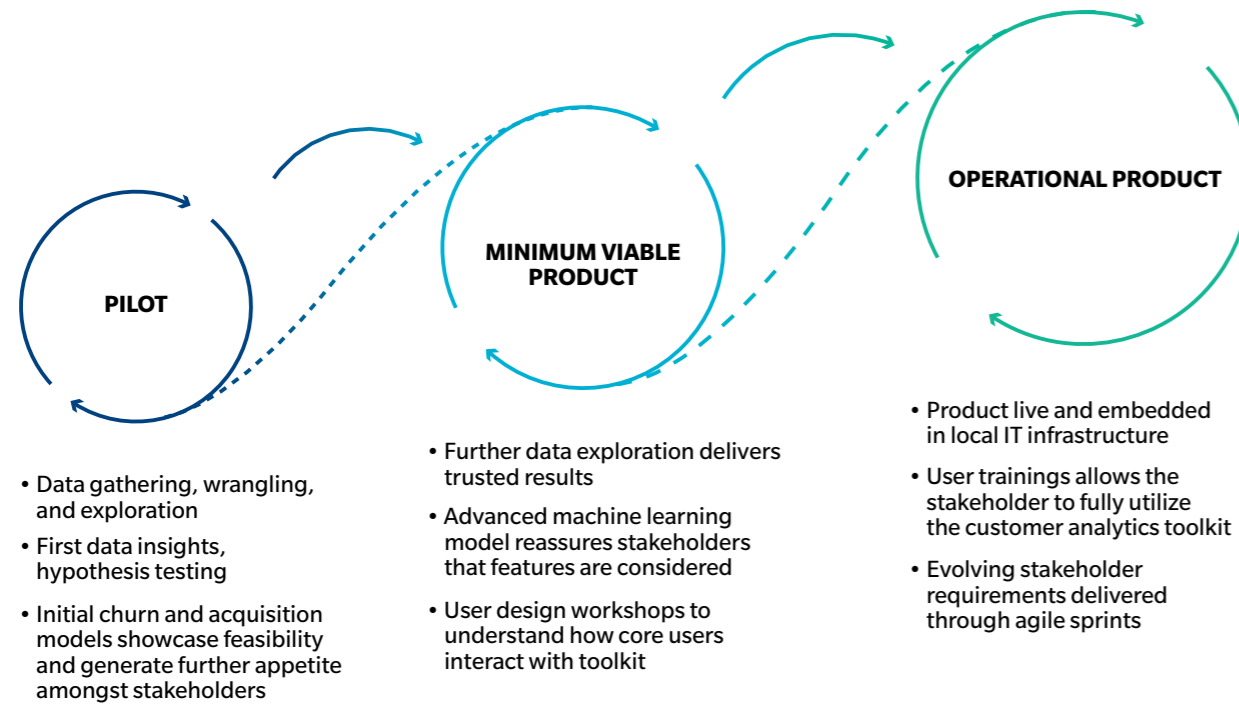 PILOT
• Data gathering, wrangling,
and exploration
• First data insights,
hypothesis testing
• Initial churn and acquisition
models showcase feasibility
and generate further appetite
amongst stakeholders
MINIMUM VIABLE
PRODUCT
• Further data exploration delivers
trusted results
• Advanced machine learning
model reassures stakeholders
that features are considered
• User design workshops to
understand how core users
interact with toolkit
OPERATIONAL PRODUCT
• Product live and embedded
in local IT infrastructure
• User trainings allows the
stakeholder to fully utilize
the customer analytics toolkit
• Evolving stakeholder
requirements delivered
through agile sprints